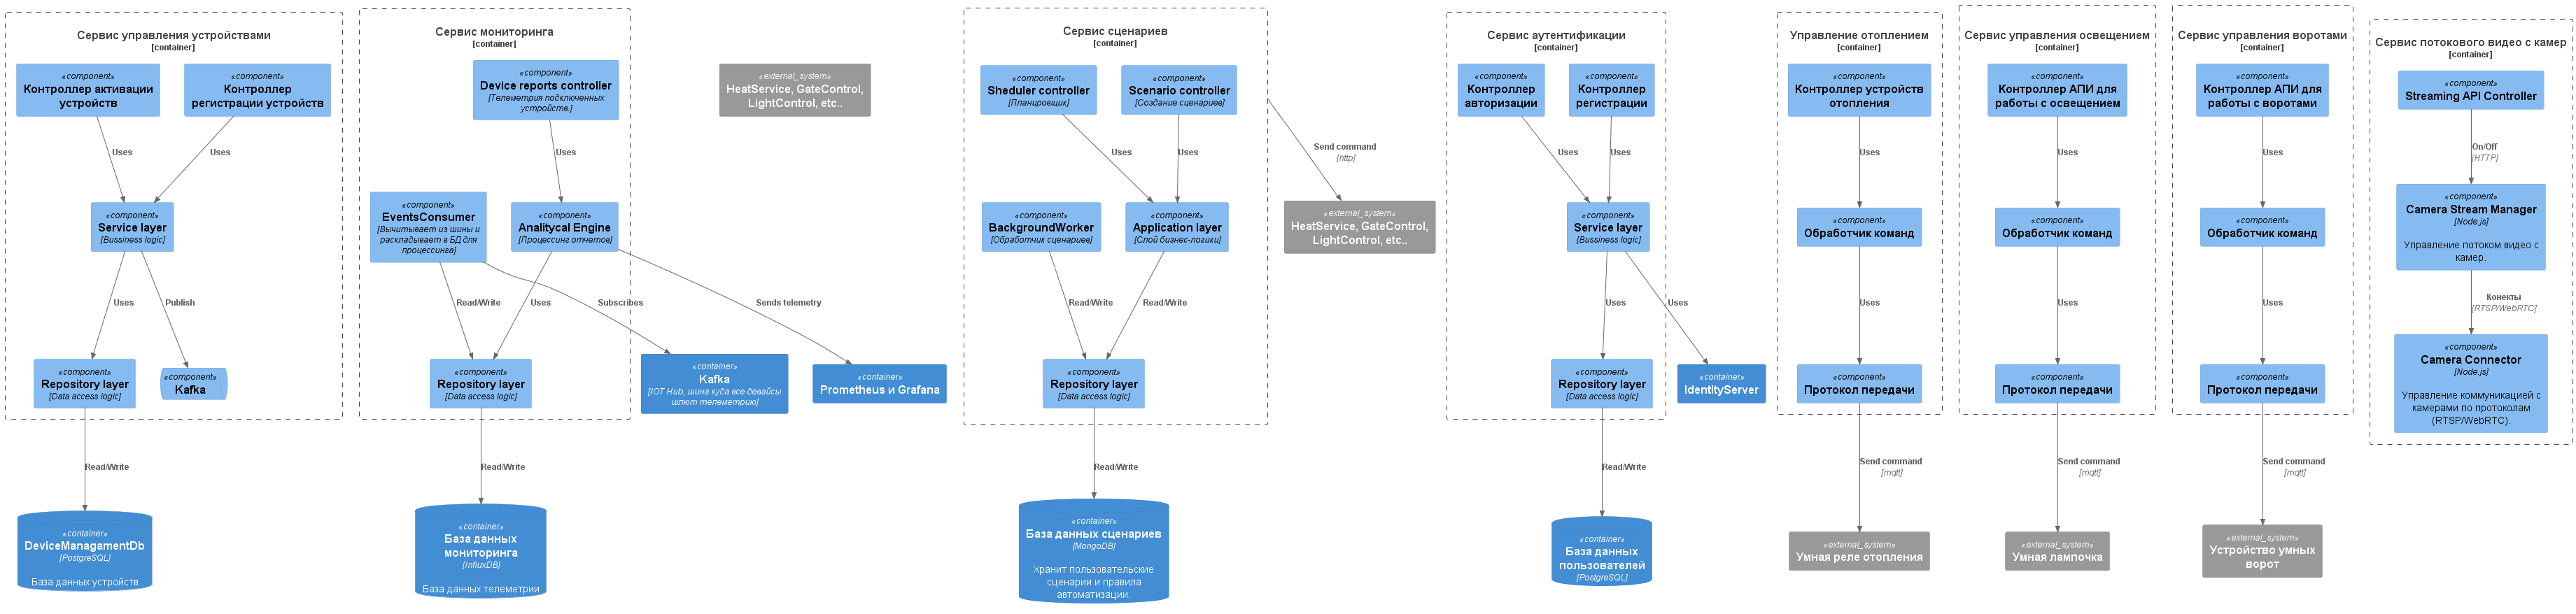 Сервис управления устройствами
[container]
«component»
Контроллер активации
устройств
«component»
Контроллер
регистрации устройств
Uses
Uses
«component»
Service layer
[Bussiness logic]
Uses
Publish
«component»
Repository layer
[Data access logic]
«component»
Kafka
Read/Write
«container»
DeviceManagamentDb
[PostgreSQL]
База данных устройств
Сервис мониторинга
[container]
«component»
Device reports controller
[Телеметрия подключенных
устройств.]
Uses
«component»
EventsConsumer
[Вычитывает из шины и
раскладывает в БД для
процессинга]
«component»
Analitycal Engine
[Процессинг отчетов]
Read/Write
Uses
Subscribes
Sends telemetry
«component»
Repository layer
[Data access logic]
«container»
Kafka
[IOT Hub, шина куда все девайсы
шлют телеметрию]
«container»
Prometheus и Grafana
Read/Write
«container»
База данных
мониторинга
[InfluxDB]
База данных телеметрии
«external_system»
HeatService, GateControl,
LightControl, etc..
Сервис сценариев
[container]
«component»
Sheduler controller
[Планировщик]
«component»
Scenario controller
[Создание сценариев]
Uses
Uses
«component»
BackgroundWorker
[Обработчик сценариев]
«component»
Application layer
[Слой бизнес-логики]
Read/Write
Read/Write
«component»
Repository layer
[Data access logic]
Read/Write
«container»
База данных сценариев
[MongoDB]
Хранит пользовательские
сценарии и правила
автоматизации.
Send command
[http]
«external_system»
HeatService, GateControl,
LightControl, etc..
Сервис аутентификации
[container]
«component»
Контроллер
авторизации
«component»
Контроллер
регистрации
Uses
Uses
«component»
Service layer
[Bussiness logic]
Uses
Uses
«component»
Repository layer
[Data access logic]
«container»
IdentityServer
Read/Write
«container»
База данных
пользователей
[PostgreSQL]
Управление отоплением
[container]
«component»
Контроллер устройств
отопления
Uses
«component»
Обработчик команд
Uses
«component»
Протокол передачи
Send command
[mqtt]
«external_system»
Умная реле отопления
Сервис управления освещением
[container]
«component»
Контроллер АПИ для
работы с освещением
Uses
«component»
Обработчик команд
Uses
«component»
Протокол передачи
Send command
[mqtt]
«external_system»
Умная лампочка
Сервис управления воротами
[container]
«component»
Контроллер АПИ для
работы с воротами
Uses
«component»
Обработчик команд
Uses
«component»
Протокол передачи
Send command
[mqtt]
«external_system»
Устройство умных
ворот
Сервис потокового видео с камер
[container]
«component»
Streaming API Controller
On/Off
[HTTP]
«component»
Camera Stream Manager
[Node.js]
Управление потоком видео с
камер.
Конекты
[RTSP/WebRTC]
«component»
Camera Connector
[Node.js]
Управление коммуникацией с
камерами по протоколам
(RTSP/WebRTC).